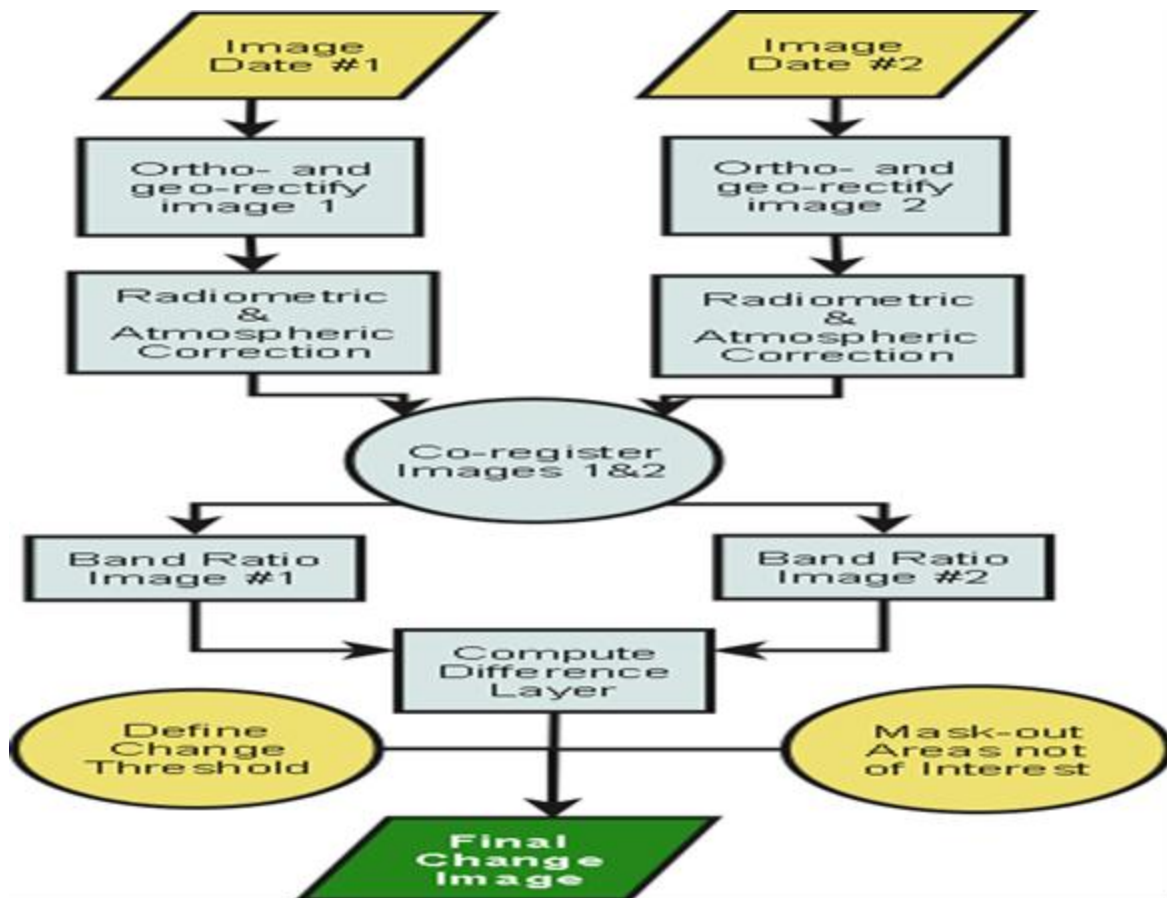 Image
Date #1
Image
Date #2
Ortho- and
geo-rectify
image 1
Ortho- and
geo-rectify
image 2
Radiometric
&
Atmospheric
Correction
Radiometric
&
Atmospheric
Correction
Co-register
Images 1&2
Band Ratio
Image #1
Band Ratio
Image #2
Compute
Difference
Layer
Define
Change
Threshold
Mask-out
Areas not
of Interest
Final
Change
Image